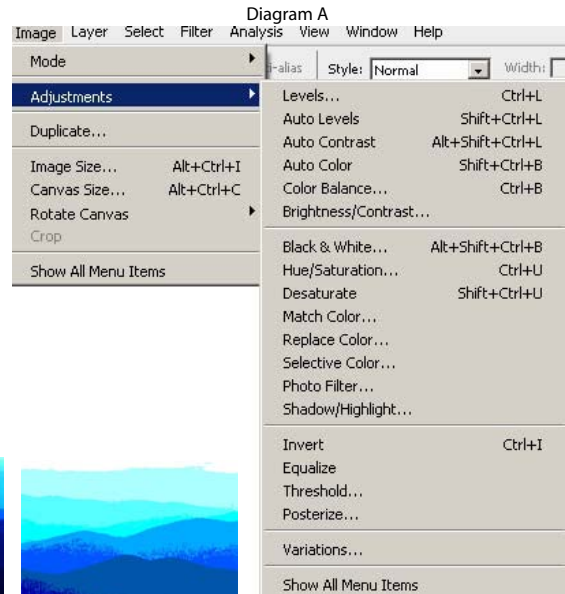 Diagram A
Image Layer Select Filter Analysis View Window Help
Mode
-alias Style: Normal Width:
Adjustments
Duplicate...
Image Size... Alt+Ctrl+I
Canvas Size... Alt+Ctrl+C
Rotate Canvas
Crop
Show All Menu Items
Levels... Ctrl+L
Auto Levels Shift+Ctrl+L
Auto Contrast Alt+Shift+Ctrl+L
Auto Color Shift+Ctrl+B
Color Balance... Ctrl+B
Brightness/Contrast...
Black & White... Alt+Shift+Ctrl+B
Hue/Saturation... Ctrl+U
Desaturate Shift+Ctrl+U
Match Color...
Replace Color...
Selective Color...
Photo Filter...
Shadow/Highlight...
Invert Ctrl+I
Equalize
Threshold...
Posterize...
Variations...
Show All Menu Items